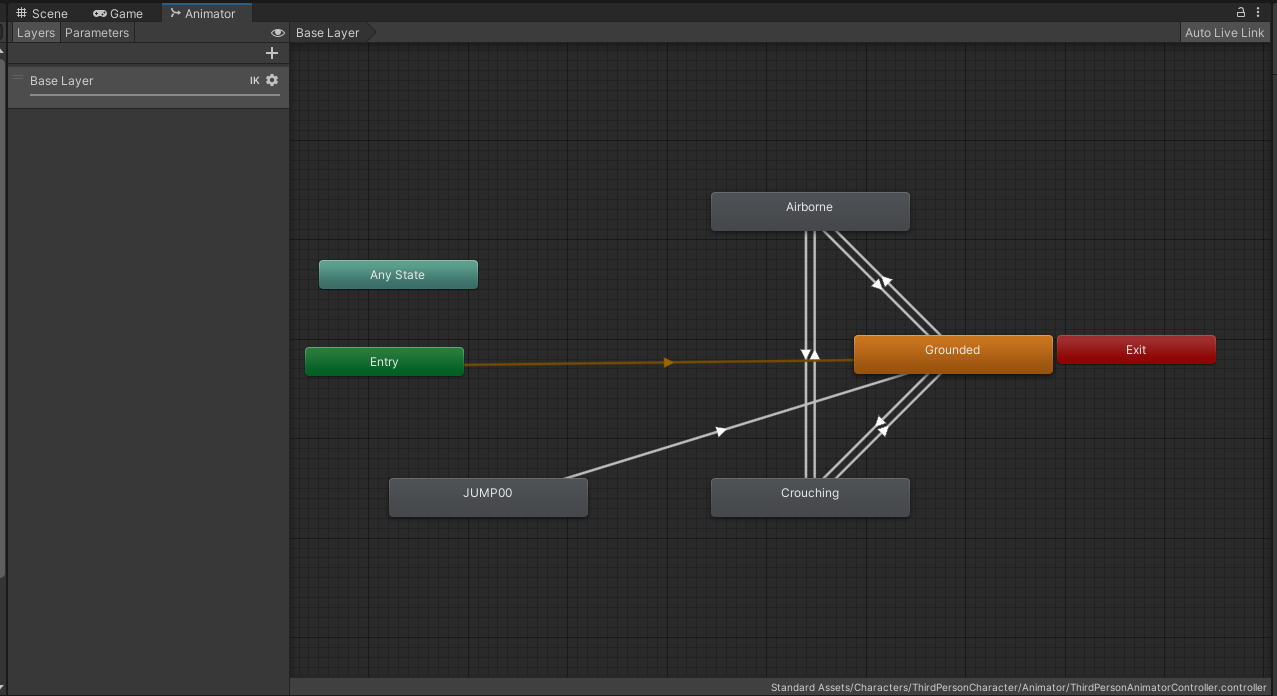 Scene Game Animator
Layers Parameters Base Layer Auto Live Link
+
Base Layer IK
Airborne
Any State
Grounded Exit
Entry
JUMP00 Crouching
Standard Assets/Characters/ThirdPersonCharacter/Animator/ThirdPersonAnimatorController.controller